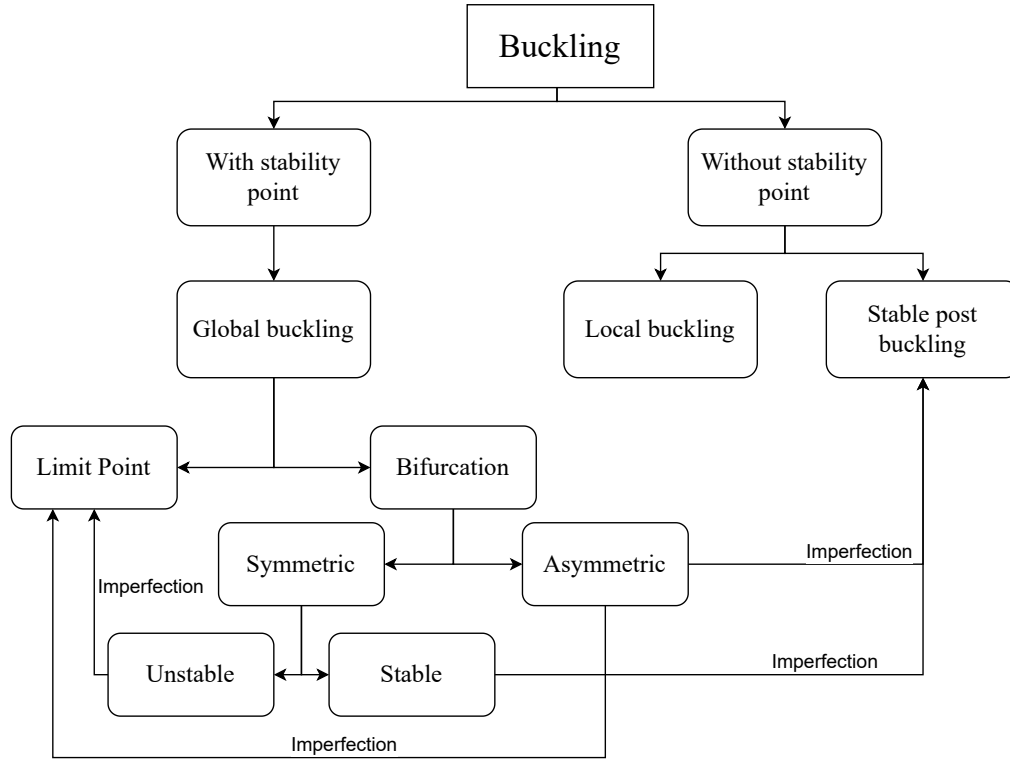 Buckling
With stability
point
Without stability
point
Global buckling
Local buckling
Stable post
buckling
Limit Point
Bifurcation
Symmetric
Asymmetric
Imperfection
Imperfection
Unstable
Stable
Imperfection
Imperfection